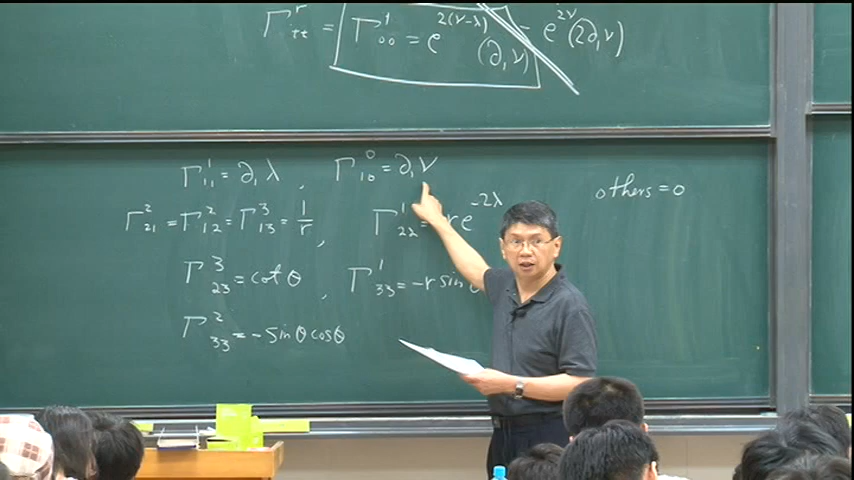 Γ^r_tt = Γ^1_00 = e^{2(ν-λ)} (∂_1 ν) - e^{2ν} (2∂_1 ν)
Γ^1_11 = ∂_1 λ , Γ^0_10 = ∂_1 ν
others = 0
Γ^2_21 = Γ^2_12 = Γ^3_13 = 1/r , Γ^1_22 = re^{-2λ}
Γ^3_23 = cot θ , Γ^1_33 = -r sin
Γ^2_33 = - sin θ cos θ